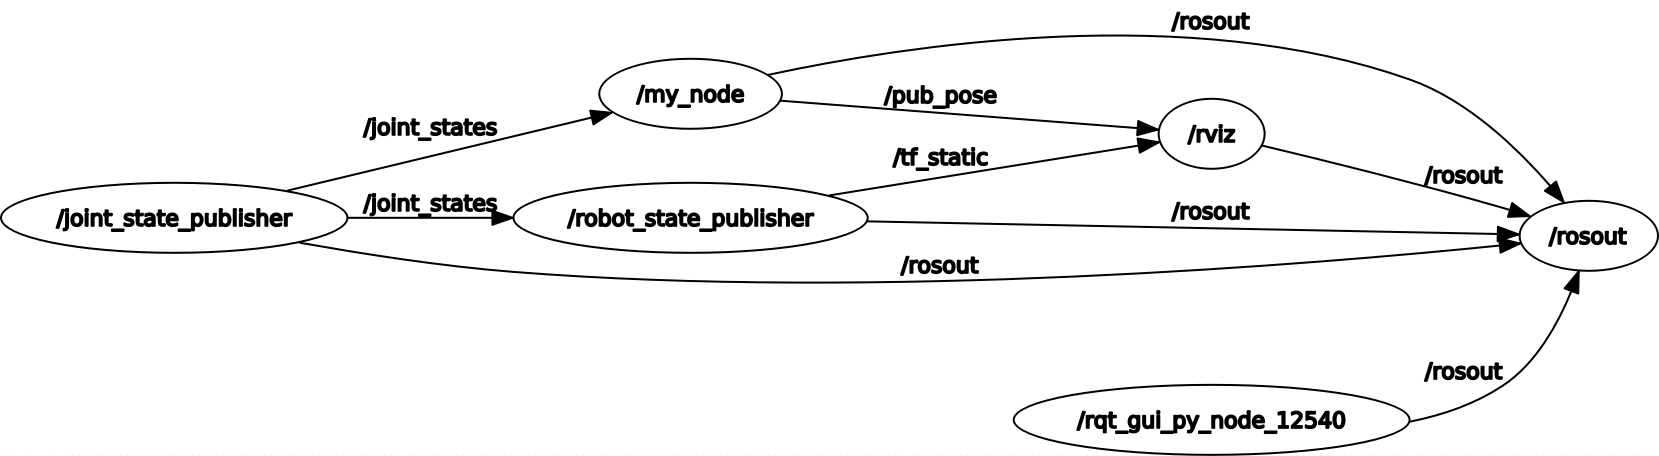 /rosout
/my_node
/pub_pose
/joint_states
/rviz
/tf_static
/rosout
/joint_states
/joint_state_publisher
/robot_state_publisher
/rosout
/rosout
/rosout
/rosout
/rqt_gui_py_node_12540